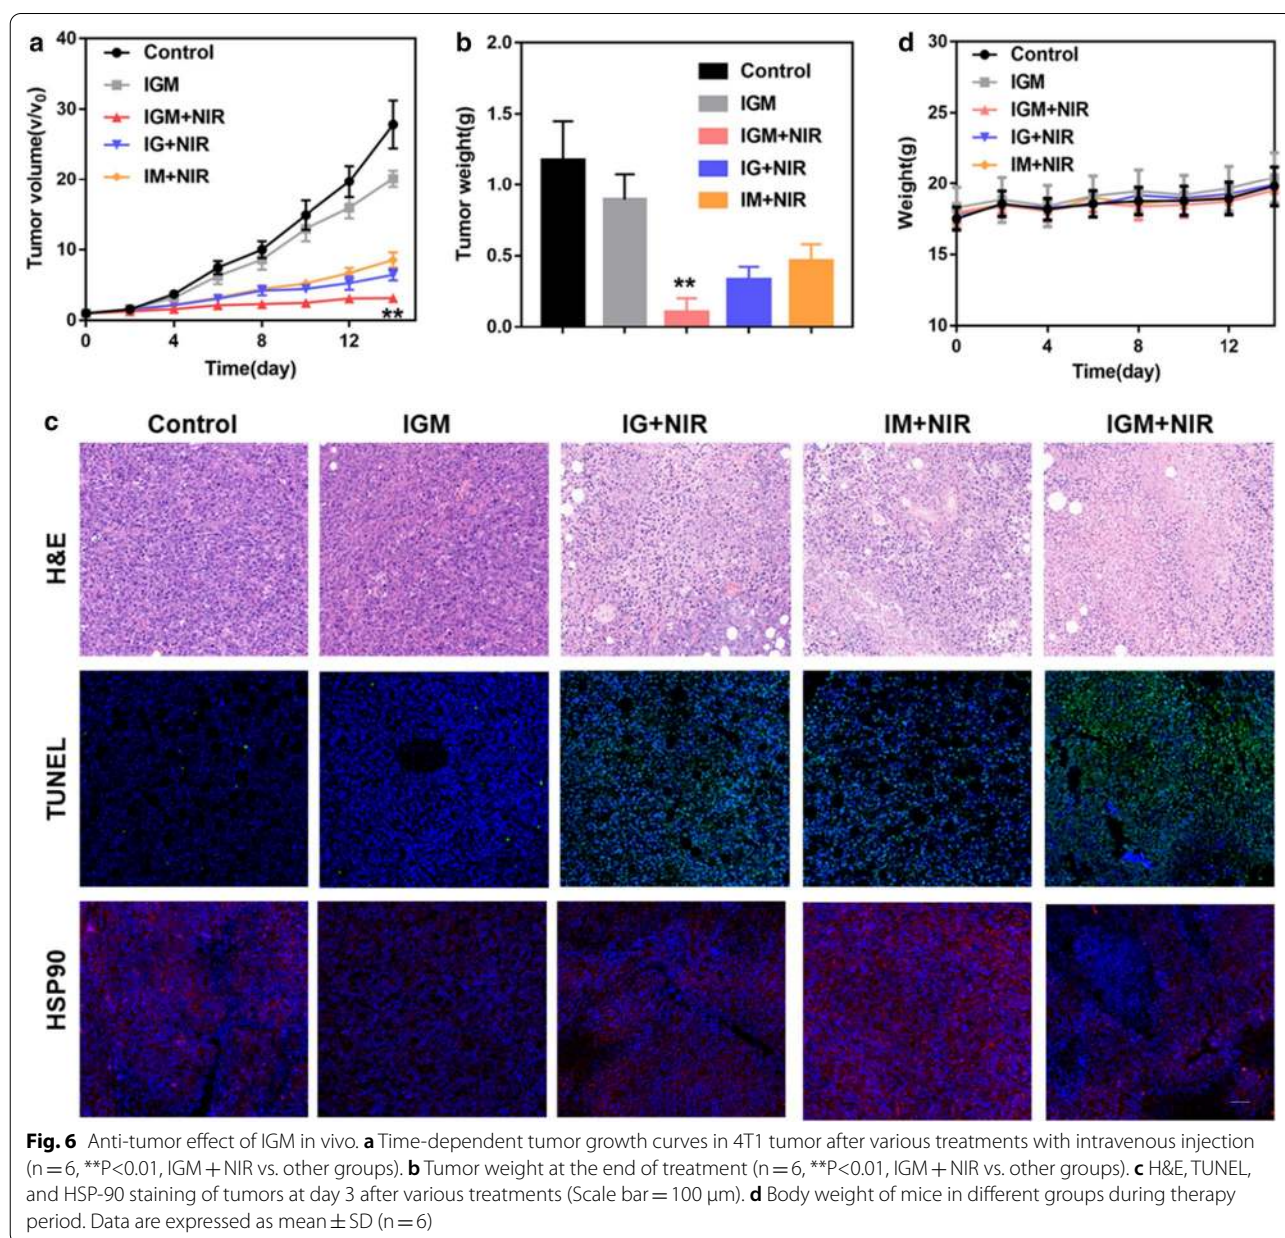 a
40
30
20
10
0
Tumor volume(v/v0)
Control
IGM
IGM+NIR
IG+NIR
IM+NIR
**
0 4 8 12
Time(day)
b
2.0
1.5
1.0
0.5
0.0
Tumor weight(g)
Control
IGM
IGM+NIR
IG+NIR
IM+NIR
**
d
30
25
20
15
10
Weight(g)
Control
IGM
IGM+NIR
IG+NIR
IM+NIR
0 4 8 12
Time(day)
c
Control IGM IG+NIR IM+NIR IGM+NIR
H&E
TUNEL
HSP90
Fig. 6 Anti-tumor effect of IGM in vivo. a Time-dependent tumor growth curves in 4T1 tumor after various treatments with intravenous injection
(n = 6, **P<0.01, IGM + NIR vs. other groups). b Tumor weight at the end of treatment (n = 6, **P<0.01, IGM + NIR vs. other groups). c H&E, TUNEL,
and HSP-90 staining of tumors at day 3 after various treatments (Scale bar = 100 μm). d Body weight of mice in different groups during therapy
period. Data are expressed as mean ± SD (n = 6)